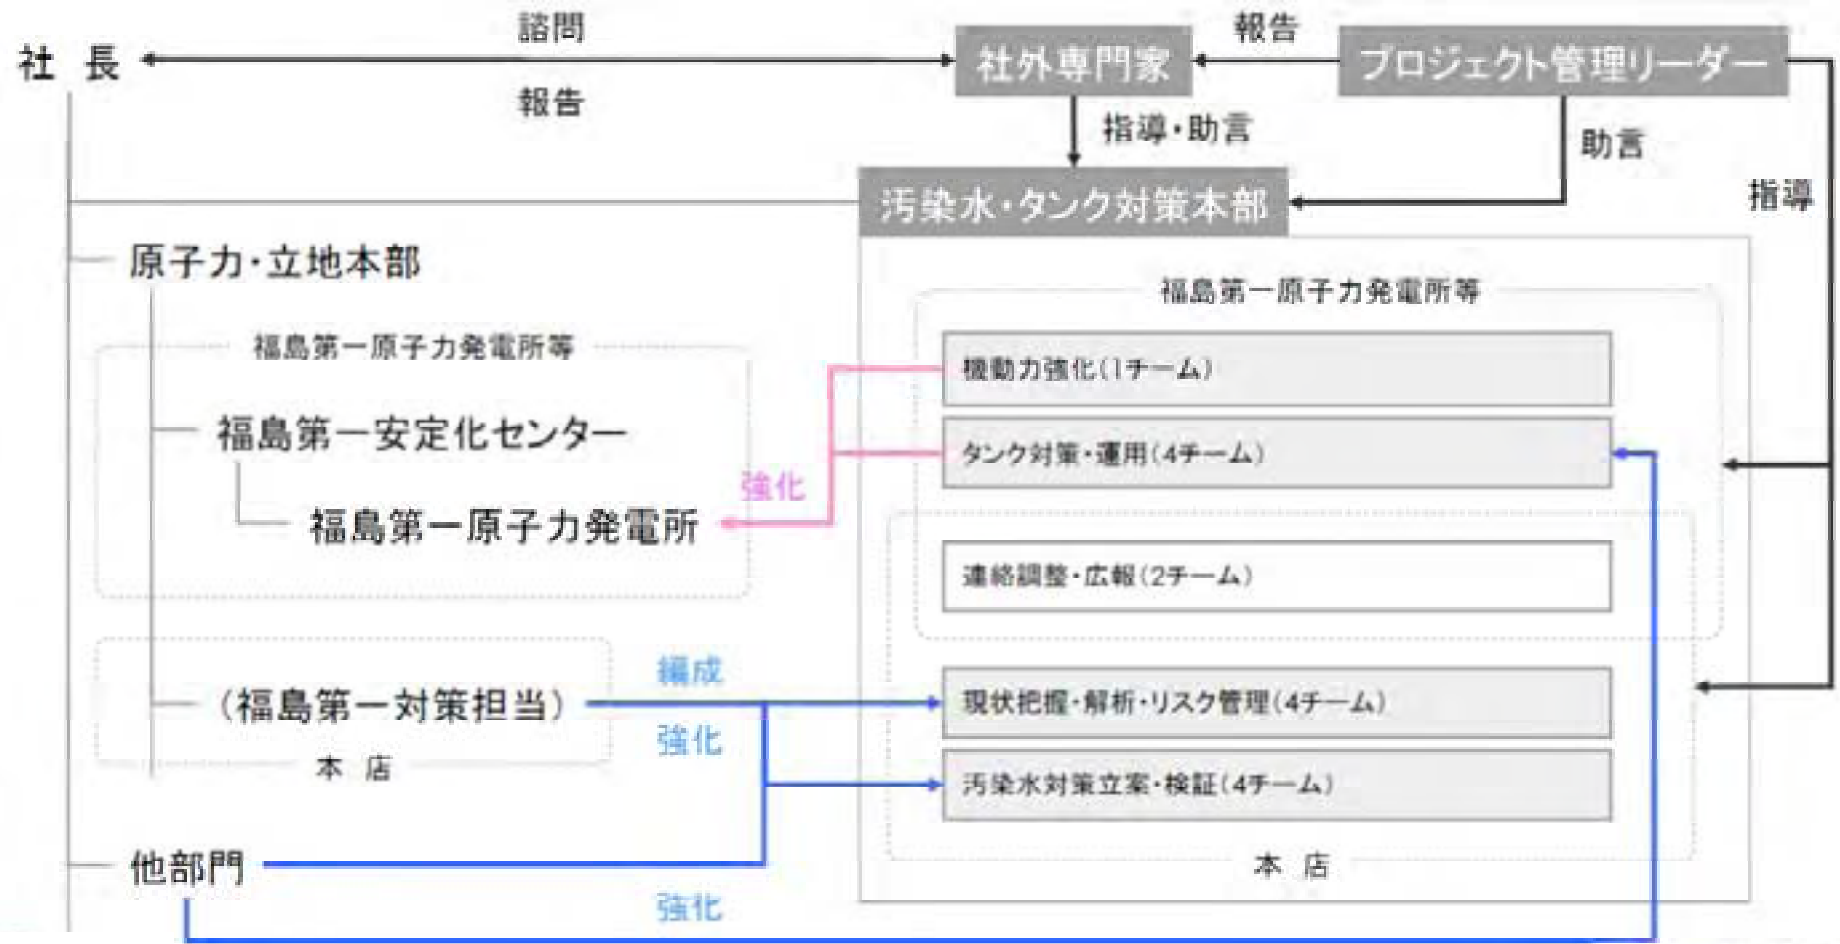 諮問
報告
社 長
社外専門家
プロジェクト管理リーダー
報告
指導・助言
助言
指導
汚染水・タンク対策本部
原子力・立地本部
福島第一原子力発電所等
福島第一原子力発電所等
機動力強化(1チーム)
福島第一安定化センター
タンク対策・運用(4チーム)
強化
福島第一原子力発電所
連絡調整・広報(2チーム)
編成
(福島第一対策担当)
現状把握・解析・リスク管理(4チーム)
強化
本 店
汚染水対策立案・検証(4チーム)
他部門
本 店
強化